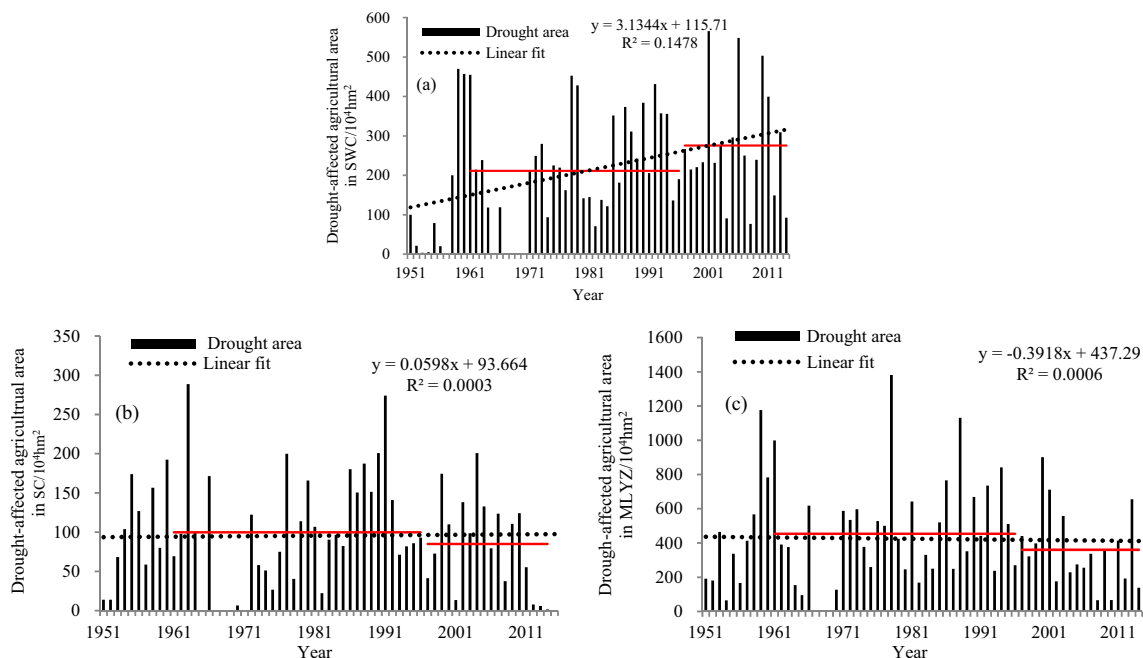 600
500
400
300
200
100
0
Drought-affected agricultural area
in SWC/10⁴hm²
Drought area
Linear fit
y = 3.1344x + 115.71
R² = 0.1478
(a)
1951 1961 1971 1981 1991 2001 2011
Year
350
300
250
200
150
100
50
0
Drought-affected agricultrual area
in SC/10⁴hm²
Drought area
Linear fit
y = 0.0598x + 93.664
R² = 0.0003
(b)
1951 1961 1971 1981 1991 2001 2011
Year
1600
1400
1200
1000
800
600
400
200
0
Drough-affected agricultural area
in MLYZ/10⁴hm²
Drought area
Linear fit
y = -0.3918x + 437.29
R² = 0.0006
(c)
1951 1961 1971 1981 1991 2001 2011
Year